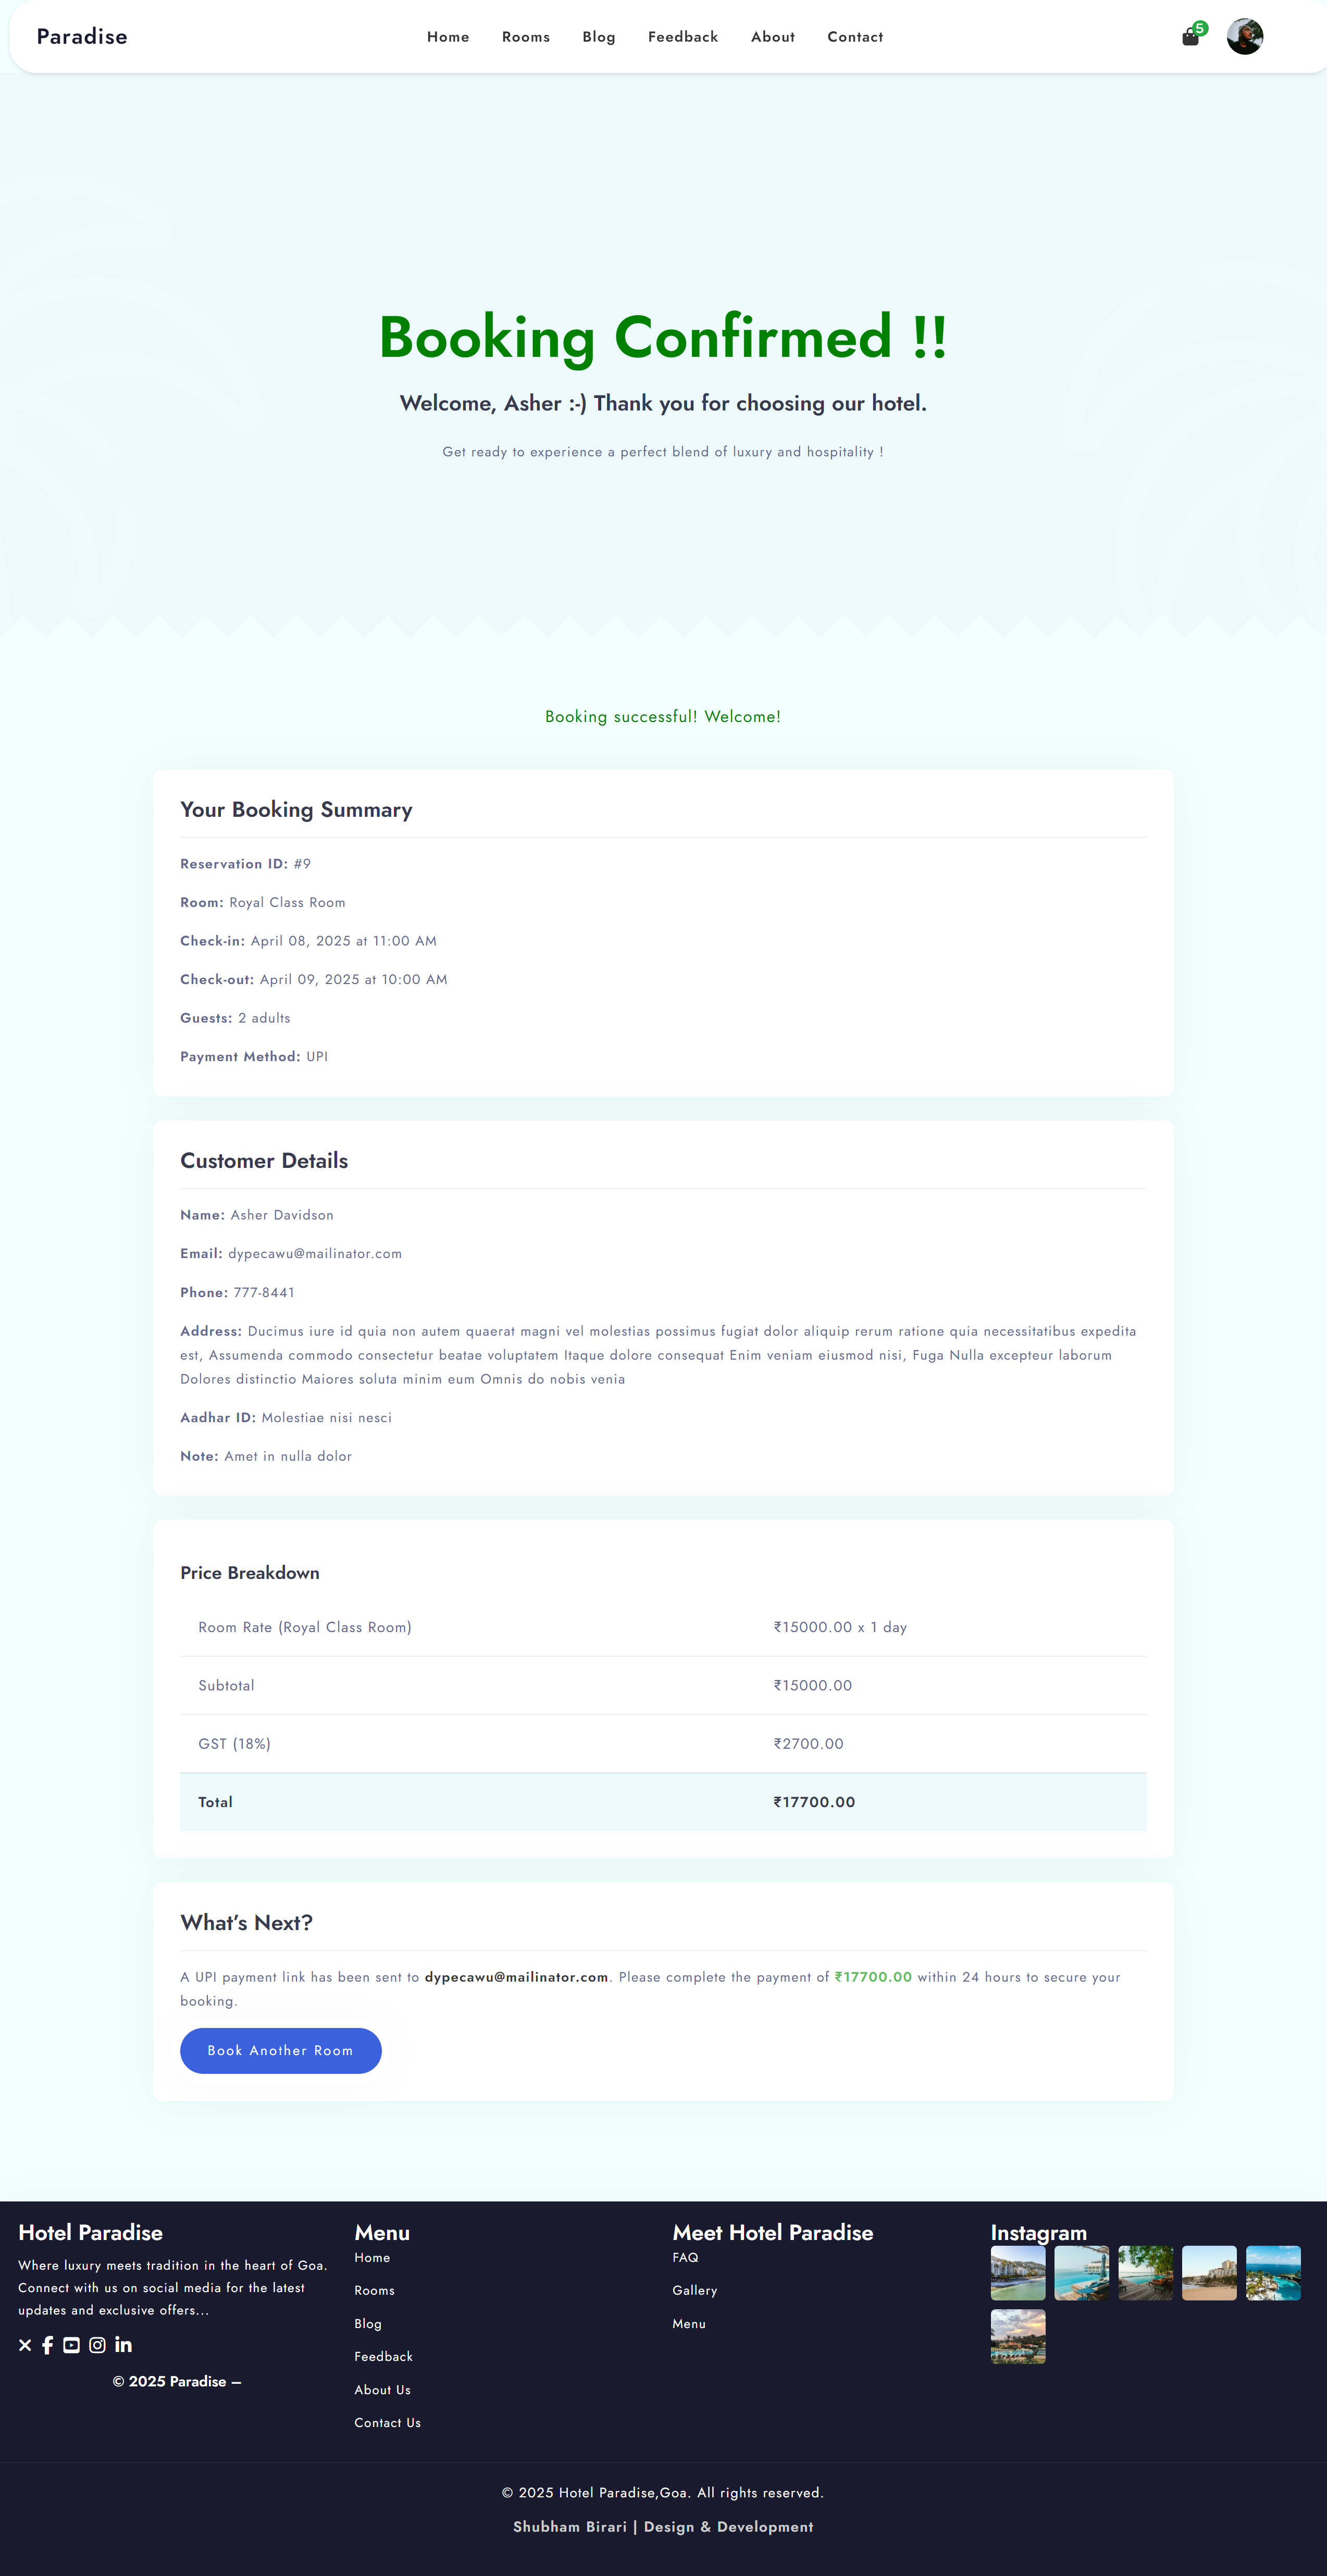 Paradise
Home Rooms Blog Feedback About Contact
5
Booking Confirmed !!
Welcome, Asher :-) Thank you for choosing our hotel.
Get ready to experience a perfect blend of luxury and hospitality !
Booking successful! Welcome!
Your Booking Summary
Reservation ID: #9
Room: Royal Class Room
Check-in: April 08, 2025 at 11:00 AM
Check-out: April 09, 2025 at 10:00 AM
Guests: 2 adults
Payment Method: UPI
Customer Details
Name: Asher Davidson
Email: dypecawu@mailinator.com
Phone: 777-8441
Address: Ducimus iure id quia non autem quaerat magni vel molestias possimus fugiat dolor aliquip rerum ratione quia necessitatibus expedita
est, Assumenda commodo consectetur beatae voluptatem Itaque dolore consequat Enim veniam eiusmod nisi, Fuga Nulla excepteur laborum
Dolores distinctio Maiores soluta minim eum Omnis do nobis venia
Aadhar ID: Molestiae nisi nesci
Note: Amet in nulla dolor
Price Breakdown
Room Rate (Royal Class Room) ₹15000.00 x 1 day
Subtotal ₹15000.00
GST (18%) ₹2700.00
Total ₹17700.00
What's Next?
A UPI payment link has been sent to dypecawu@mailinator.com. Please complete the payment of ₹17700.00 within 24 hours to secure your
booking.
Book Another Room
Hotel Paradise
Where luxury meets tradition in the heart of Goa.
Connect with us on social media for the latest
updates and exclusive offers...
© 2025 Paradise –
Menu
Home
Rooms
Blog
Feedback
About Us
Contact Us
Meet Hotel Paradise
FAQ
Gallery
Menu
Instagram
© 2025 Hotel Paradise,Goa. All rights reserved.
Shubham Birari | Design & Development